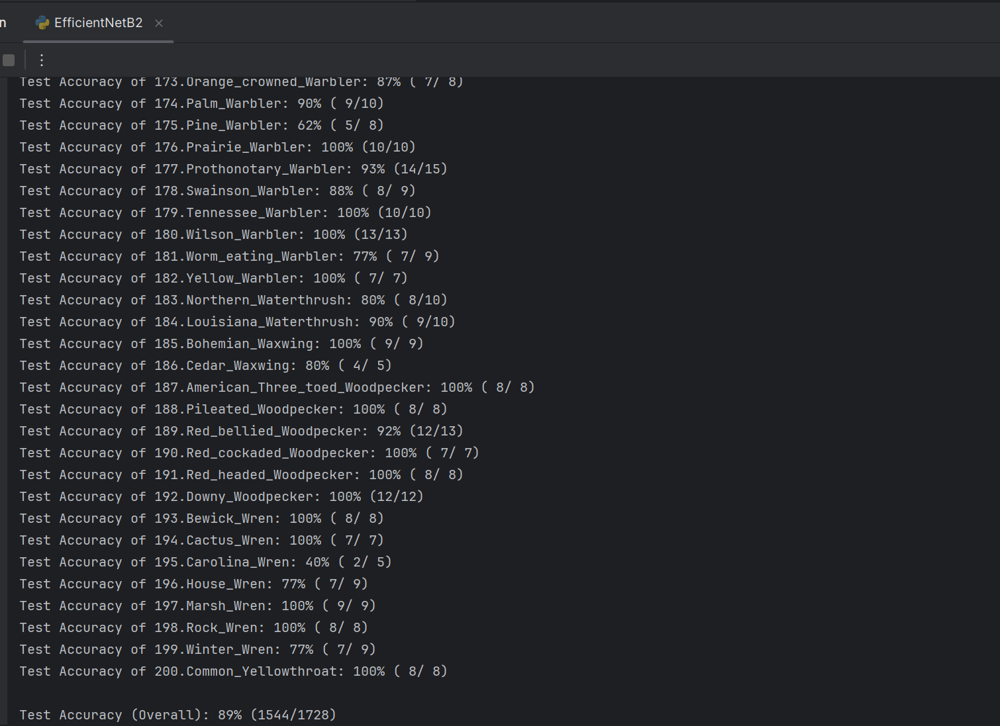 n
EfficientNetB2
Test Accuracy of 173.Orange_crowned_Warbler: 87% ( 7/ 8)
Test Accuracy of 174.Palm_Warbler: 90% ( 9/10)
Test Accuracy of 175.Pine_Warbler: 62% ( 5/ 8)
Test Accuracy of 176.Prairie_Warbler: 100% (10/10)
Test Accuracy of 177.Prothonotary_Warbler: 93% (14/15)
Test Accuracy of 178.Swainson_Warbler: 88% ( 8/ 9)
Test Accuracy of 179.Tennessee_Warbler: 100% (10/10)
Test Accuracy of 180.Wilson_Warbler: 100% (13/13)
Test Accuracy of 181.Worm_eating_Warbler: 77% ( 7/ 9)
Test Accuracy of 182.Yellow_Warbler: 100% ( 7/ 7)
Test Accuracy of 183.Northern_Waterthrush: 80% ( 8/10)
Test Accuracy of 184.Louisiana_Waterthrush: 90% ( 9/10)
Test Accuracy of 185.Bohemian_Waxwing: 100% ( 9/ 9)
Test Accuracy of 186.Cedar_Waxwing: 80% ( 4/ 5)
Test Accuracy of 187.American_Three_toed_Woodpecker: 100% ( 8/ 8)
Test Accuracy of 188.Pileated_Woodpecker: 100% ( 8/ 8)
Test Accuracy of 189.Red_bellied_Woodpecker: 92% (12/13)
Test Accuracy of 190.Red_cockaded_Woodpecker: 100% ( 7/ 7)
Test Accuracy of 191.Red_headed_Woodpecker: 100% ( 8/ 8)
Test Accuracy of 192.Downy_Woodpecker: 100% (12/12)
Test Accuracy of 193.Bewick_Wren: 100% ( 8/ 8)
Test Accuracy of 194.Cactus_Wren: 100% ( 7/ 7)
Test Accuracy of 195.Carolina_Wren: 40% ( 2/ 5)
Test Accuracy of 196.House_Wren: 77% ( 7/ 9)
Test Accuracy of 197.Marsh_Wren: 100% ( 9/ 9)
Test Accuracy of 198.Rock_Wren: 100% ( 8/ 8)
Test Accuracy of 199.Winter_Wren: 77% ( 7/ 9)
Test Accuracy of 200.Common_Yellowthroat: 100% ( 8/ 8)
Test Accuracy (Overall): 89% (1544/1728)